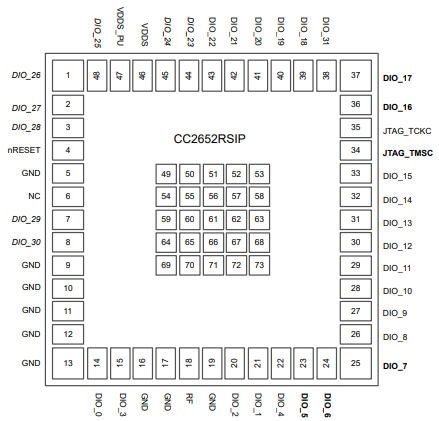 DIO_25 VDDS_PU VDDS DIO_24 DIO_23 DIO_22 DIO_21 DIO_20 DIO_19 DIO_18 DIO_31
DIO_26 1 48 47 46 45 44 43 42 41 40 39 38 37 DIO_17
DIO_27 2 36 DIO_16
DIO_28 3 35 JTAG_TCKC
CC2652RSIP
nRESET 4 34 JTAG_TMSC
GND 5 49 50 51 52 53 33 DIO_15
NC 6 54 55 56 57 58 32 DIO_14
DIO_29 7 59 60 61 62 63 31 DIO_13
DIO_30 8 64 65 66 67 68 30 DIO_12
GND 9 69 70 71 72 73 29 DIO_11
GND 10 28 DIO_10
GND 11 27 DIO_9
GND 12 26 DIO_8
GND 13 14 15 16 17 18 19 20 21 22 23 24 25 DIO_7
DIO_0 DIO_3 GND GND RF GND DIO_2 DIO_1 DIO_4 DIO_5 DIO_6